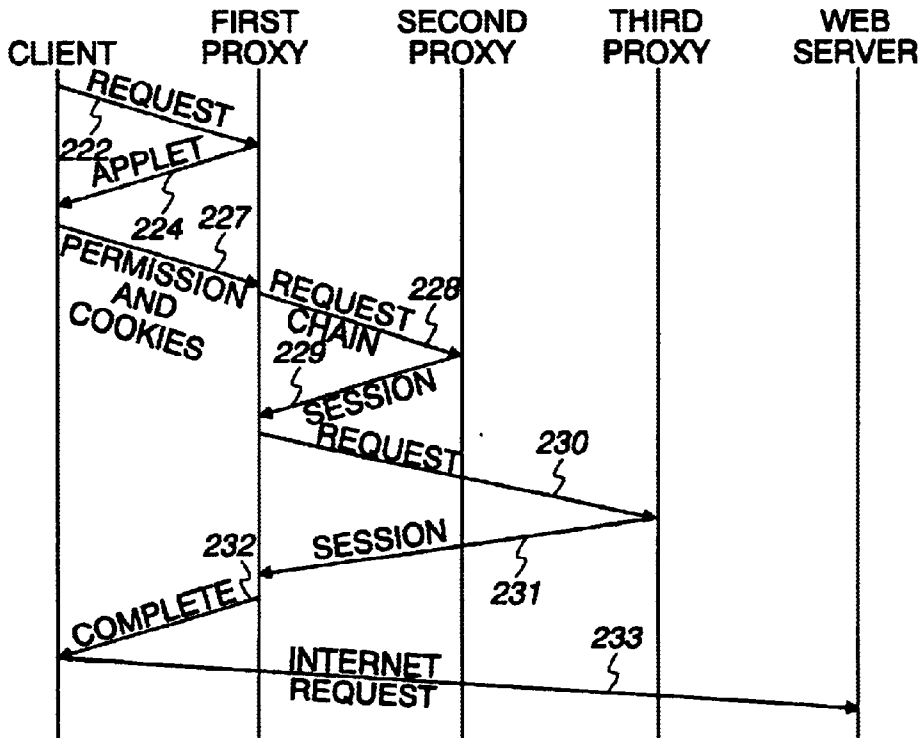 CLIENT
FIRST
PROXY
SECOND
PROXY
THIRD
PROXY
WEB
SERVER
REQUEST
222
APPLET
224
227
PERMISSION
AND
COOKIES
REQUEST
CHAIN
228
229
SESSION
REQUEST
230
SESSION
231
232
COMPLETE
INTERNET
REQUEST
233